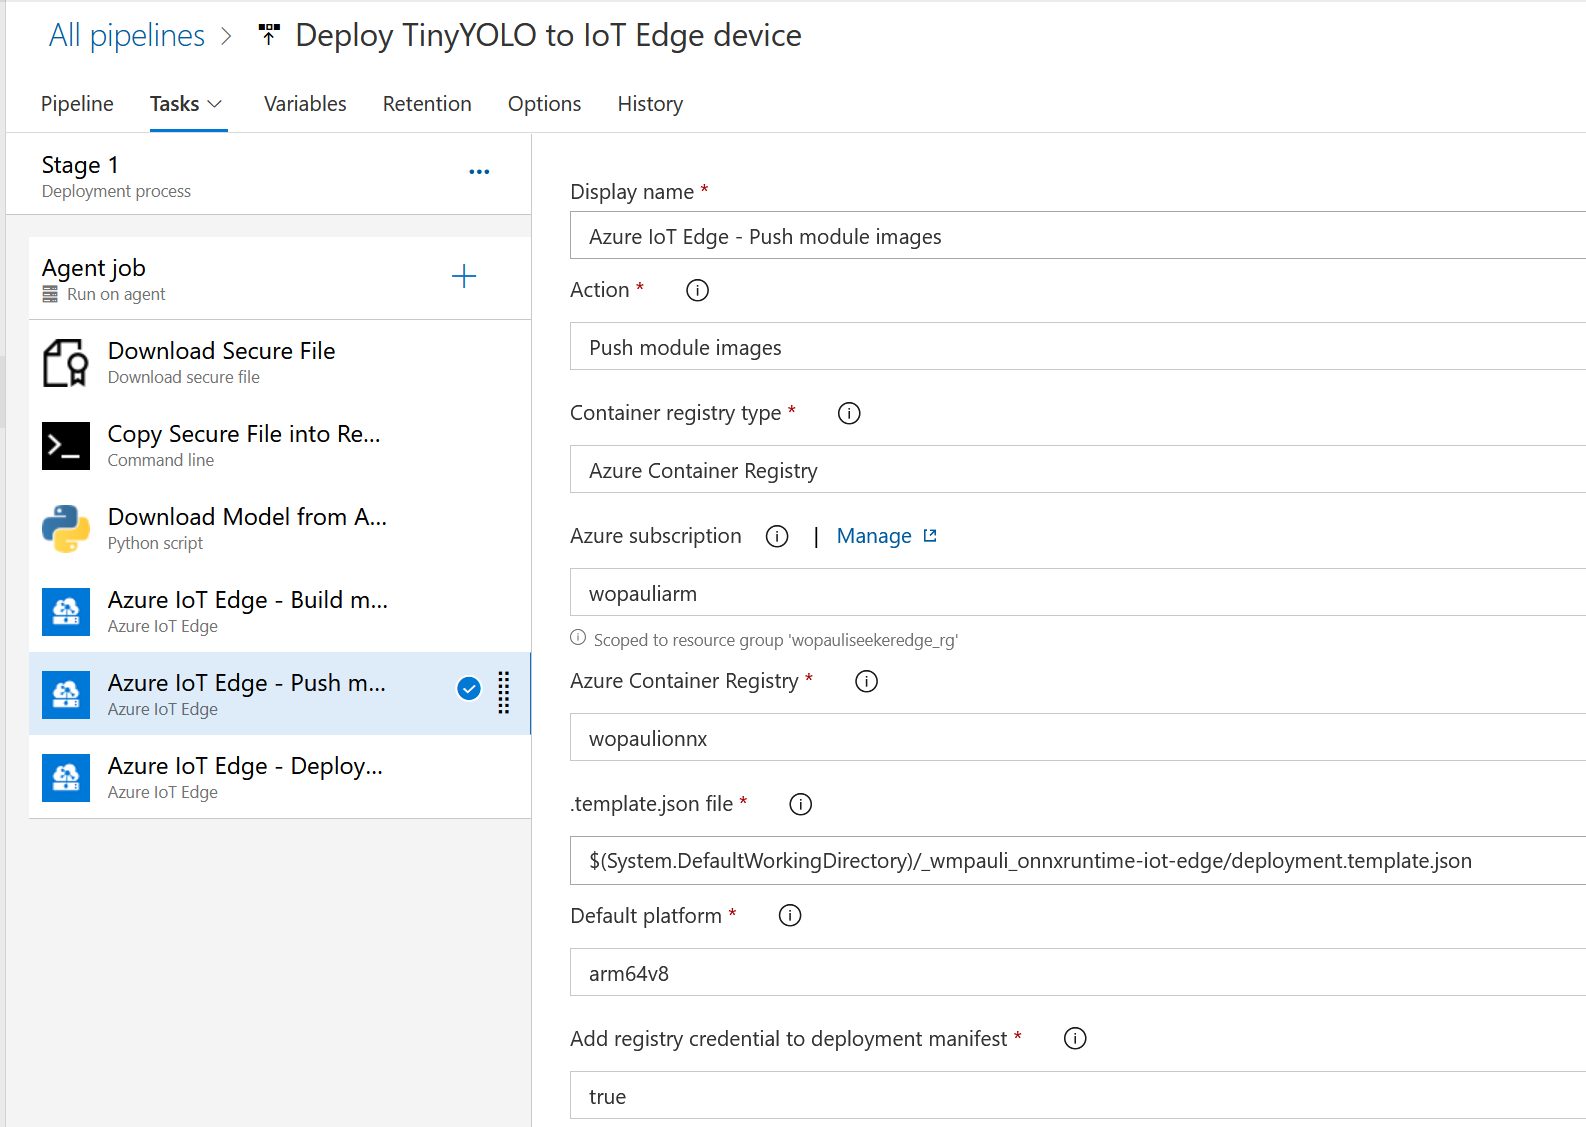 All pipelines > Deploy TinyYOLO to IoT Edge device
Pipeline Tasks Variables Retention Options History
Stage 1
Deployment process
Agent job
Run on agent
Download Secure File
Download secure file
Copy Secure File into Re...
Command line
Download Model from A...
Python script
Azure IoT Edge - Build m...
Azure IoT Edge
Azure IoT Edge - Push m...
Azure IoT Edge
Azure IoT Edge - Deploy...
Azure IoT Edge
Display name *
Azure IoT Edge - Push module images
Action *
Push module images
Container registry type *
Azure Container Registry
Azure subscription | Manage
wopauliarm
Scoped to resource group 'wopauliseekeredge_rg'
Azure Container Registry *
wopaulionnx
.template.json file *
$(System.DefaultWorkingDirectory)/_wmpauli_onnxruntime-iot-edge/deployment.template.json
Default platform *
arm64v8
Add registry credential to deployment manifest *
true